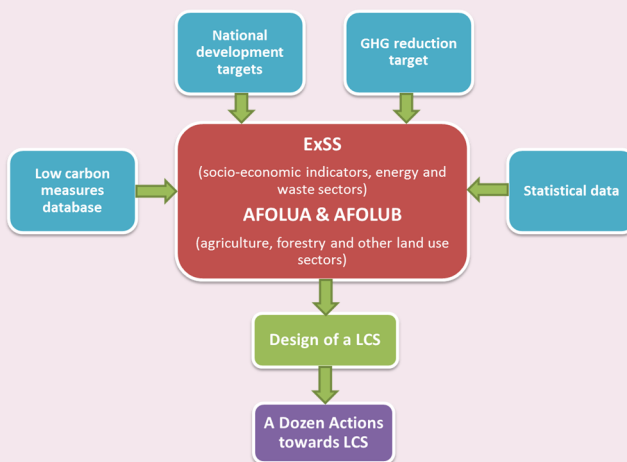 National
development
targets
GHG reduction
target
Low carbon
measures
database
ExSS
(socio-economic indicators, energy and
waste sectors)
AFOLUA & AFOLUB
(agriculture, forestry and other land use
sectors)
Statistical data
Design of a LCS
A Dozen Actions
towards LCS